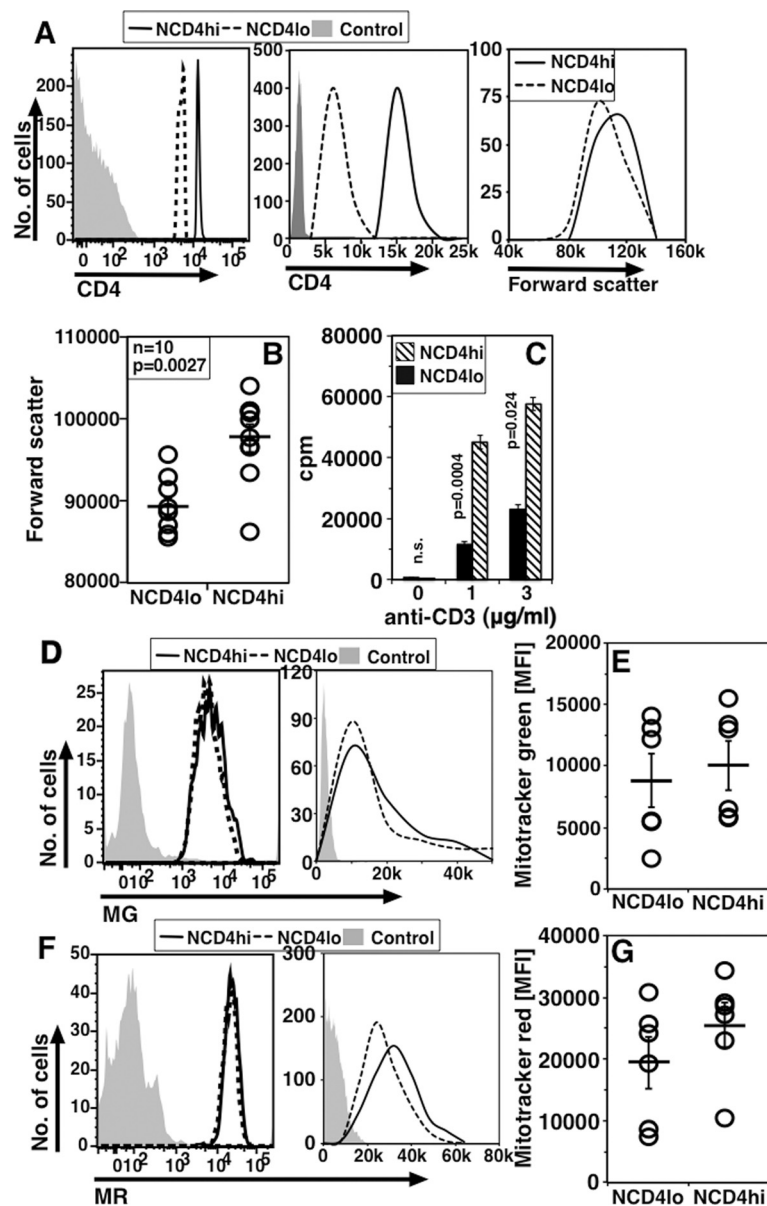 A
NCD4hi NCD4lo Control
No. of cells
200
150
100
50
0
0 10² 10³ 10⁴ 10⁵
CD4
500
400
300
200
100
0
0 5k 10k 15k 20k 25k
CD4
100
75
50
25
0
NCD4hi
NCD4lo
40k 80k 120k 160k
Forward scatter
B
n=10
p=0.0027
Forward scatter
110000
100000
90000
80000
NCD4lo NCD4hi
C
NCD4hi
NCD4lo
cpm
80000
60000
40000
20000
0
n.s.
p=0.0004
p=0.024
0 1 3
anti-CD3 (µg/ml)
D
NCD4hi NCD4lo Control
No. of cells
25
20
15
10
5
0
010² 10³ 10⁴ 10⁵
MG
120
90
60
30
0
0 20k 40k
E
Mitotracker green [MFI]
20000
15000
10000
5000
0
NCD4lo NCD4hi
F
NCD4hi NCD4lo Control
No. of cells
50
40
30
20
10
0
010² 10³ 10⁴ 10⁵
MR
300
200
100
0
0 20k 40k 60k 80k
G
Mitotracker red [MFI]
40000
30000
20000
10000
0
NCD4lo NCD4hi